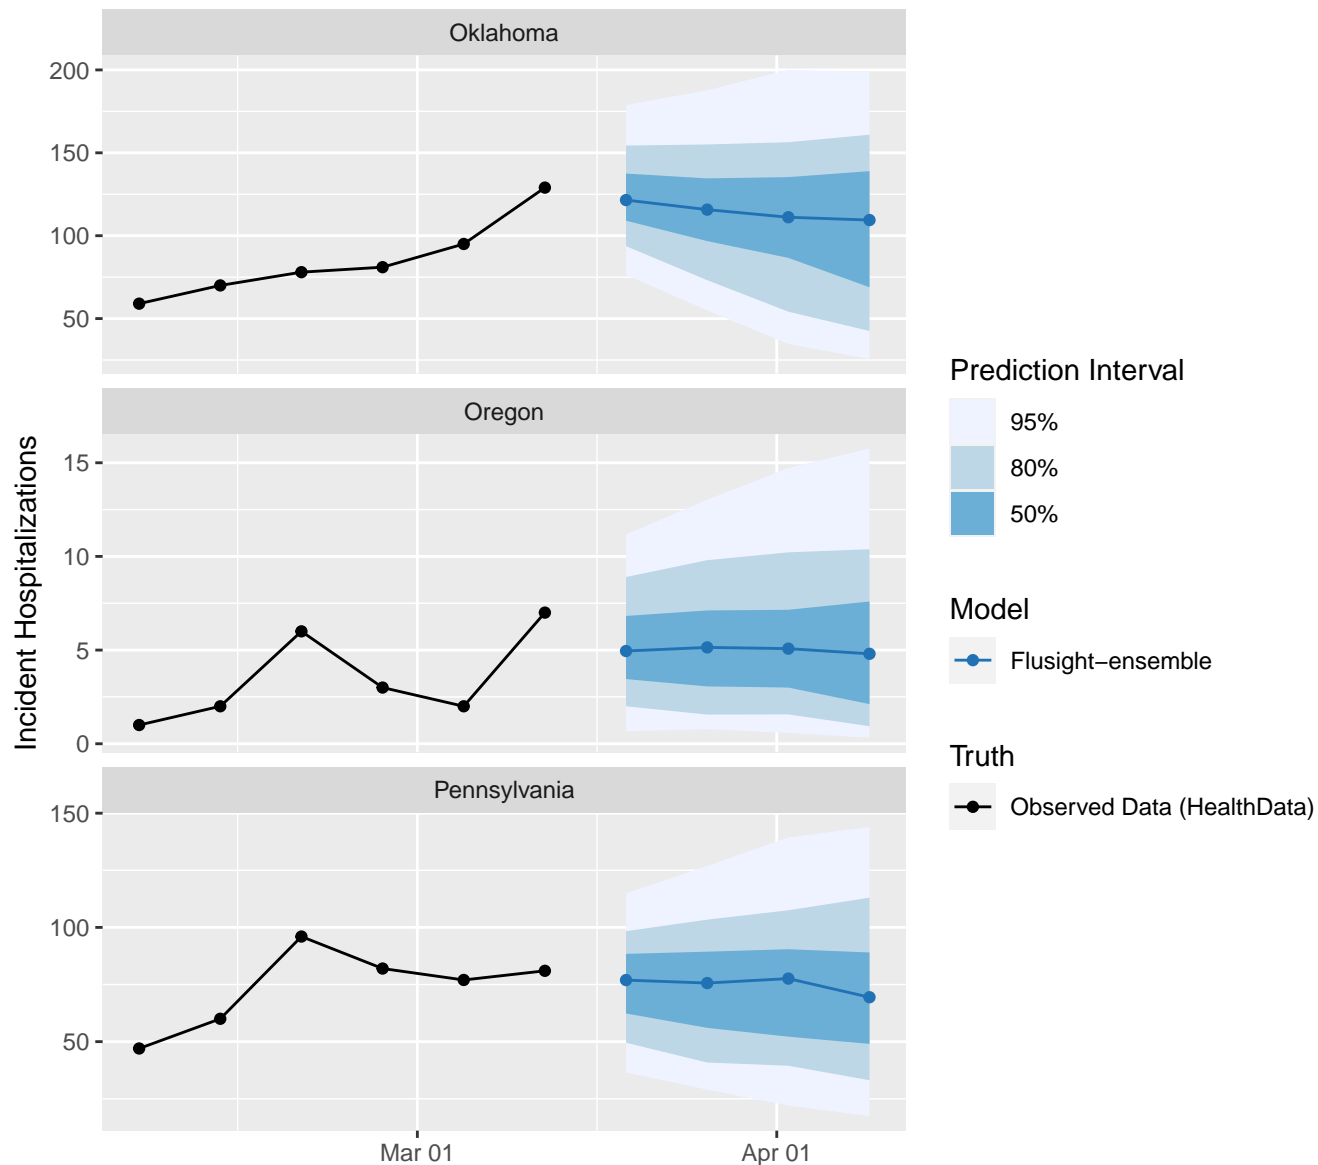 Oklahoma
200
150
100
50
Oregon
15
10
5
0
Pennsylvania
150
100
50
Mar 01
Apr 01
Incident Hospitalizations
Prediction Interval
95%
80%
50%
Model
Flusight−ensemble
Truth
Observed Data (HealthData)